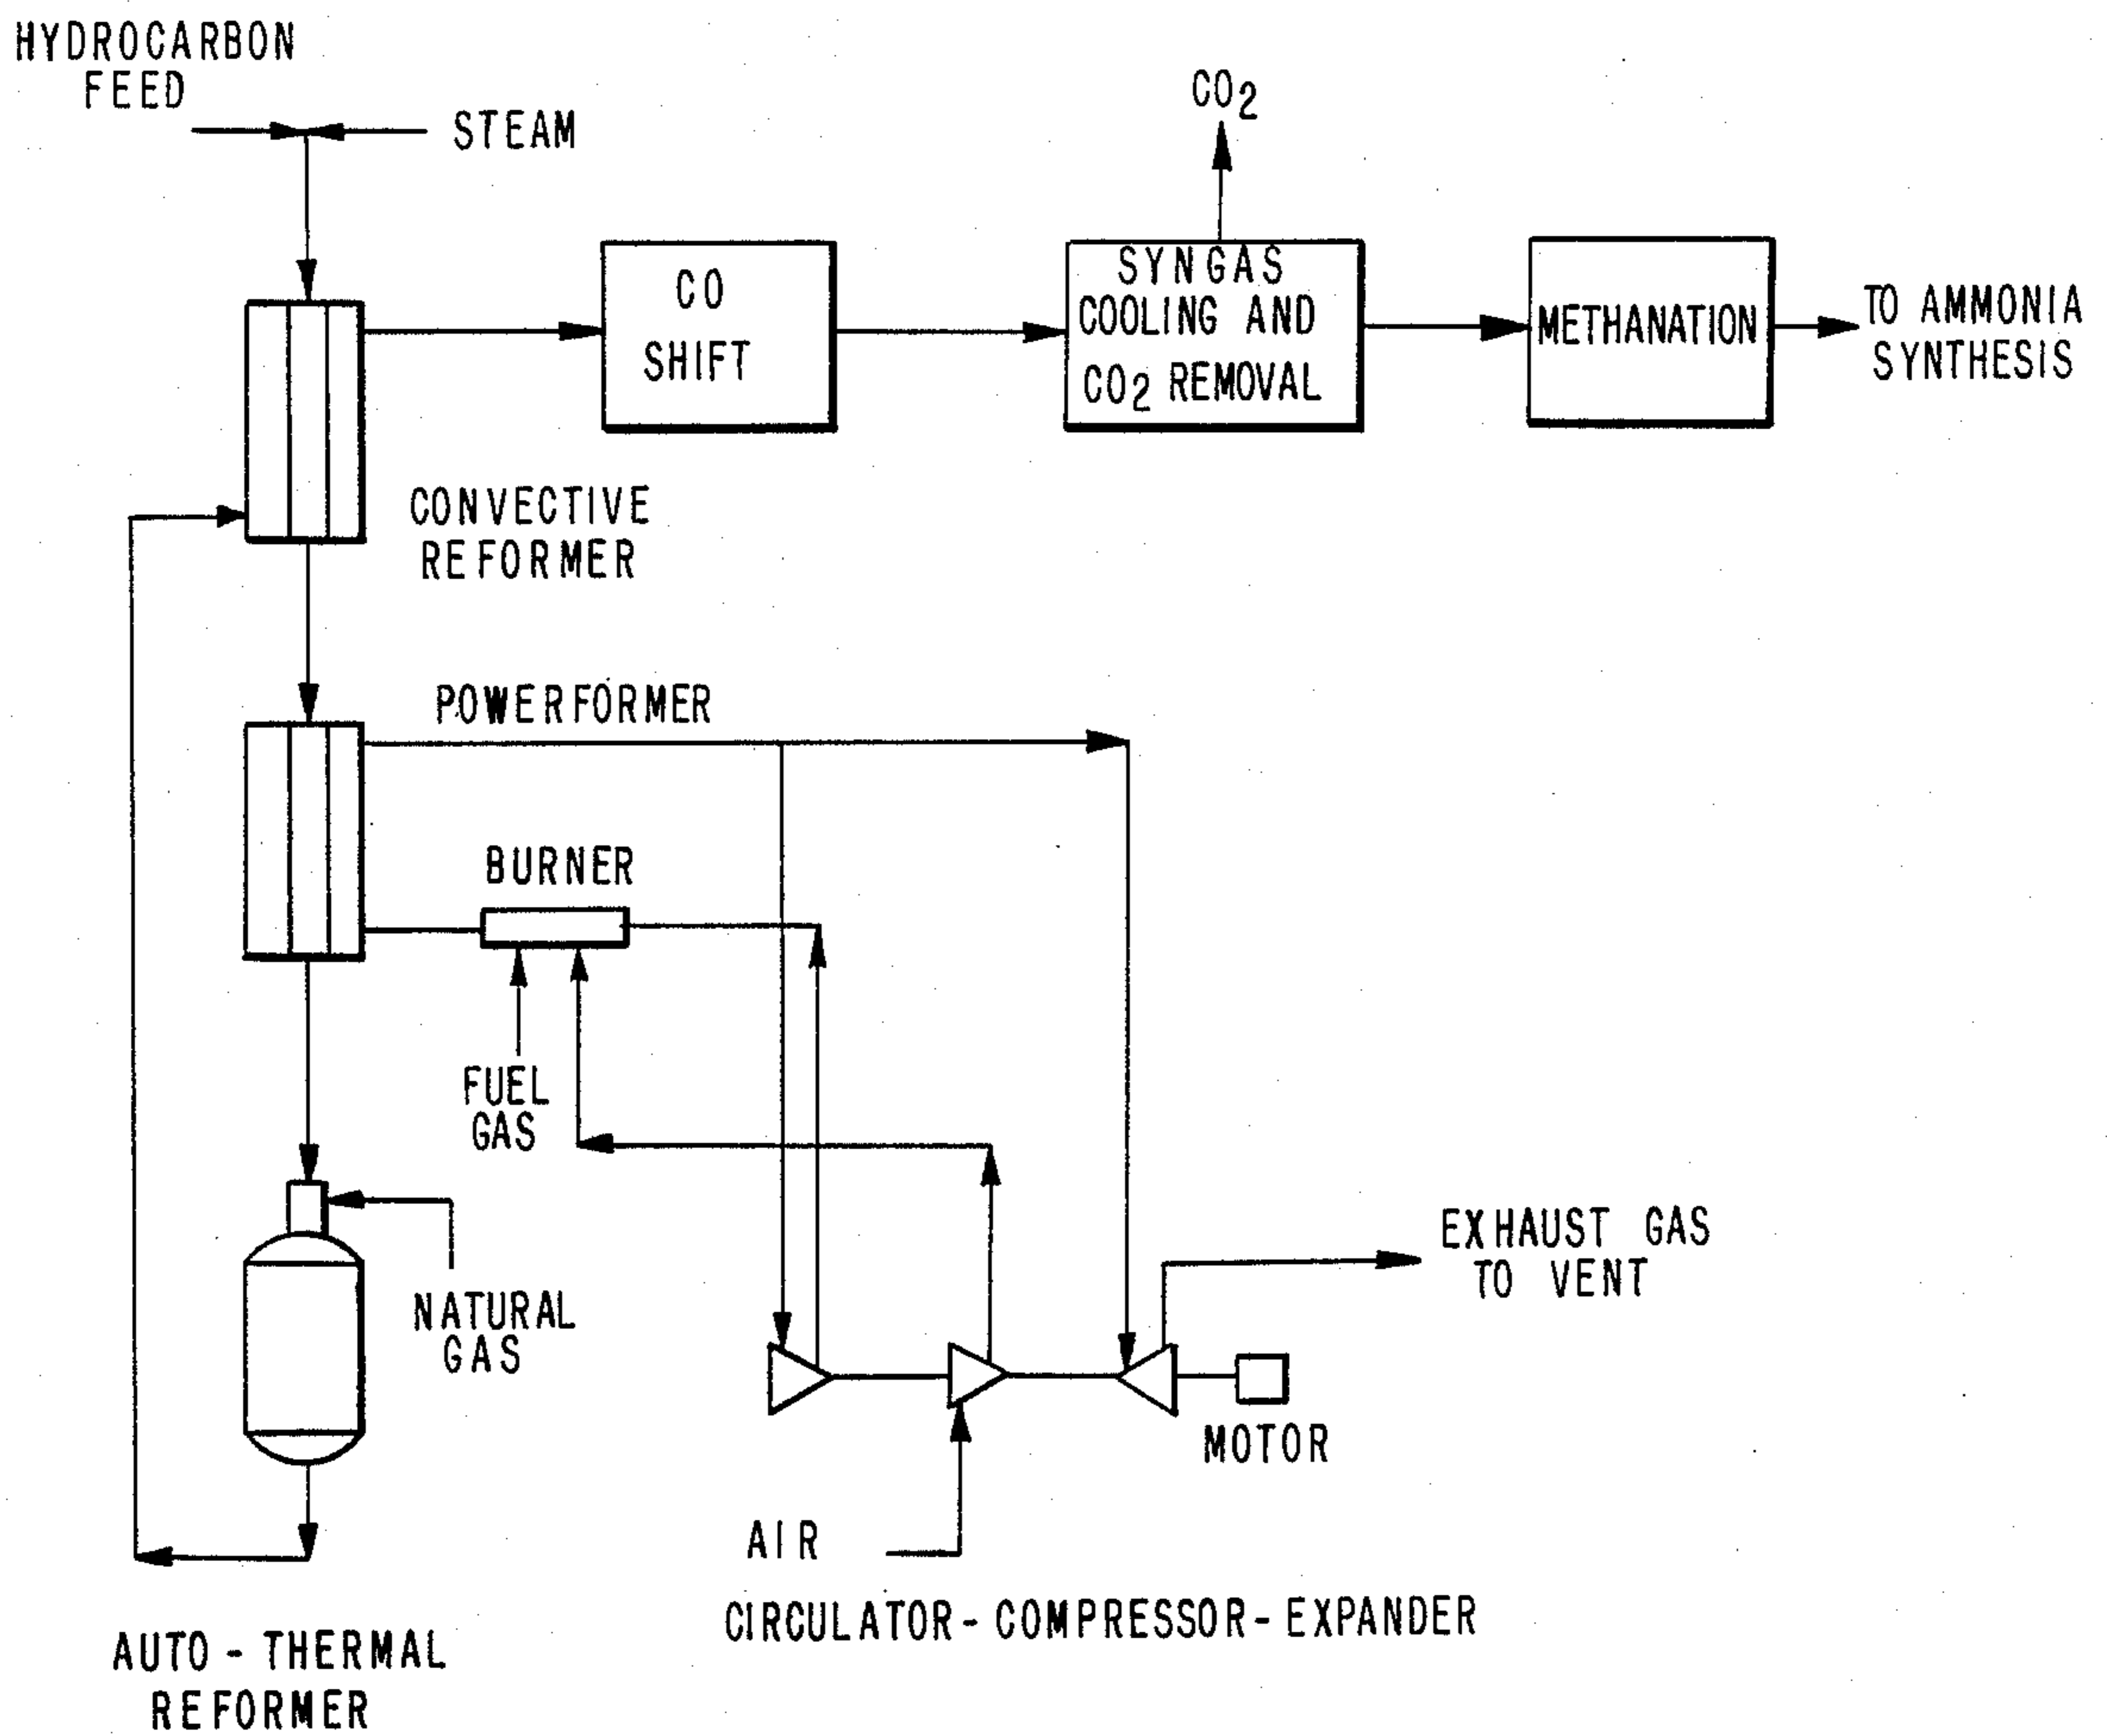 HYDROCARBON
FEED
STEAM
CO2
CO
SHIFT
SYNGAS
COOLING AND
CO2 REMOVAL
METHANATION
TO AMMONIA
SYNTHESIS
CONVECTIVE
REFORMER
POWERFORMER
BURNER
FUEL
GAS
NATURAL
GAS
EXHAUST GAS
TO VENT
MOTOR
AIR
CIRCULATOR-COMPRESSOR-EXPANDER
AUTO-THERMAL
REFORMER